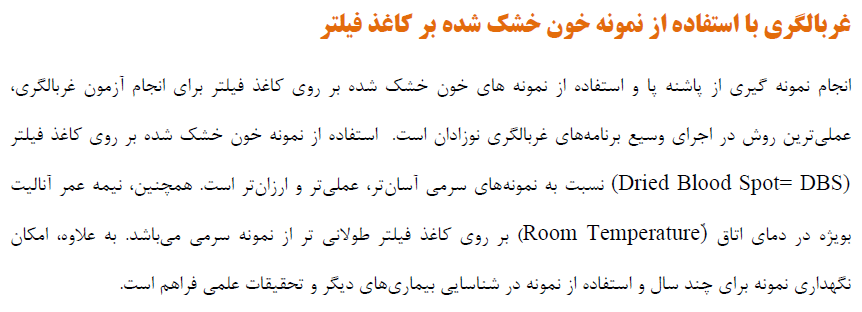 غربالگری با استفاده از نمونه خون خشک شده بر کاغذ فیلتر
انجام نمونه گیری از پاشنه پا و استفاده از نمونه های خون خشک شده بر روی کاغذ فیلتر برای انجام آزمون غربالگری،
عملی‌ترین روش در اجرای وسیع برنامه‌های غربالگری نوزادان است. استفاده از نمونه خون خشک شده بر روی کاغذ فیلتر
(Dried Blood Spot= DBS) نسبت به نمونه‌های سرمی آسان‌تر، عملی‌تر و ارزان‌تر است. همچنین، نیمه عمر آنالیت
بویژه در دمای اتاق (Room Temperature) بر روی کاغذ فیلتر طولانی تر از نمونه سرمی می‌باشد. به علاوه، امکان
نگهداری نمونه برای چند سال و استفاده از نمونه در شناسایی بیماری‌های دیگر و تحقیقات علمی فراهم است.